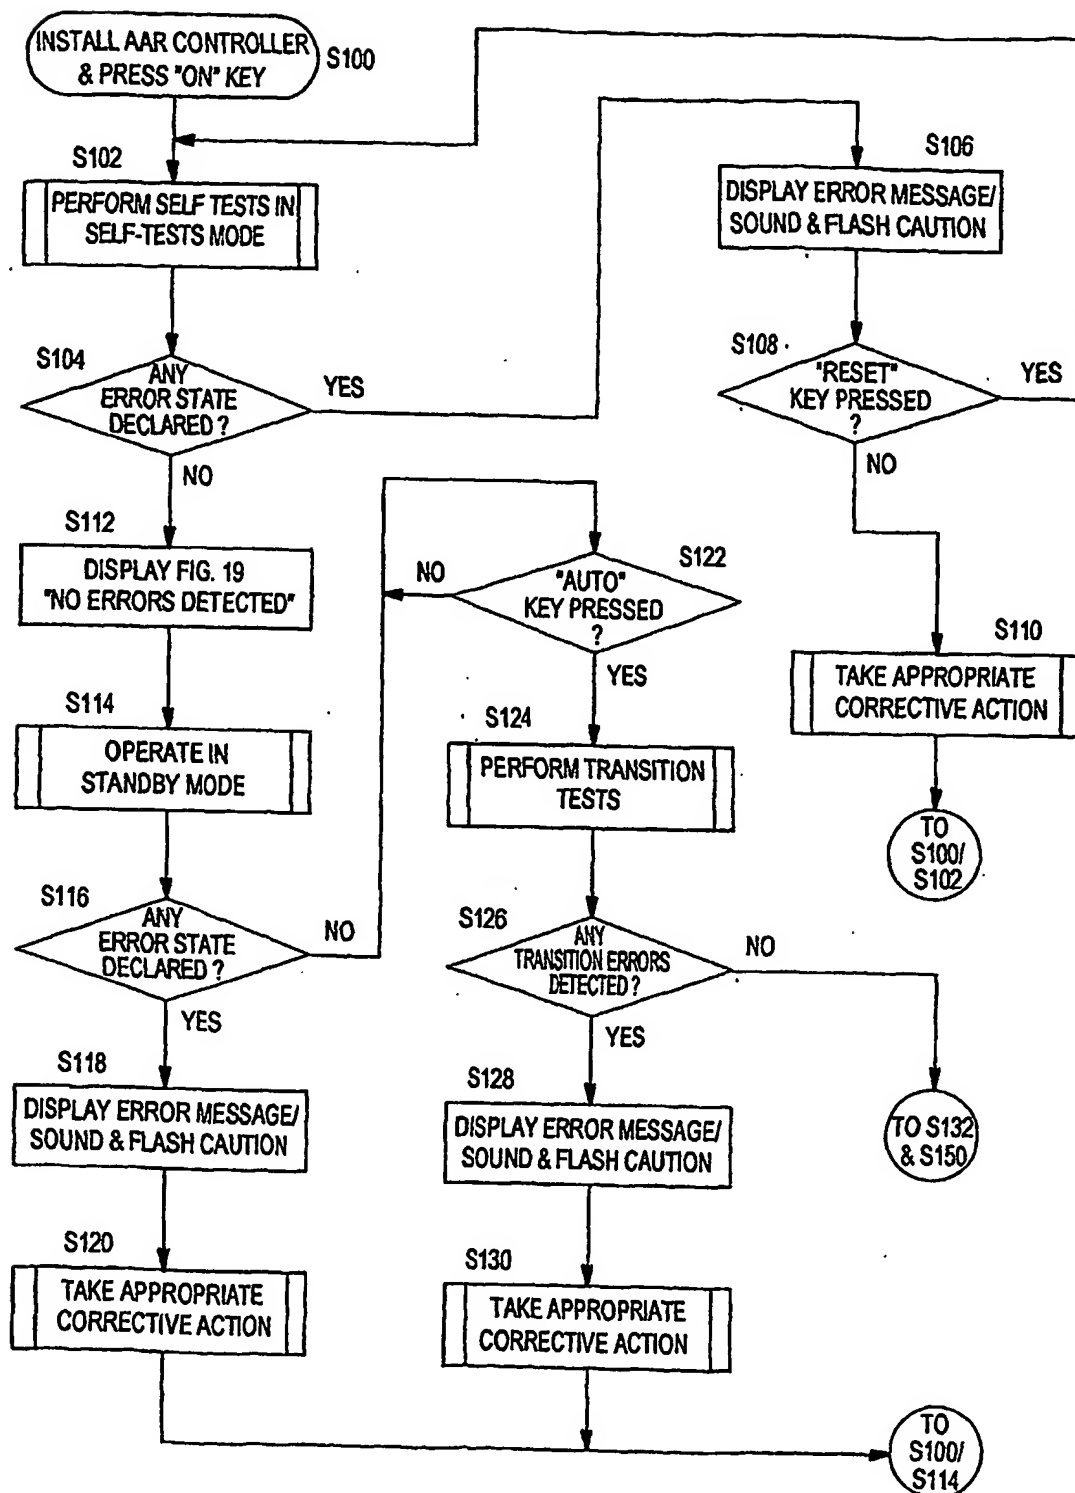 INSTALL AAR CONTROLLER
& PRESS "ON" KEY
S100
S102
PERFORM SELF TESTS IN
SELF-TESTS MODE
S104
ANY
ERROR STATE
DECLARED ?
YES
NO
S106
DISPLAY ERROR MESSAGE/
SOUND & FLASH CAUTION
S108
"RESET"
KEY PRESSED
?
YES
NO
S110
TAKE APPROPRIATE
CORRECTIVE ACTION
TO
S100/
S102
S112
DISPLAY FIG. 19
"NO ERRORS DETECTED"
S114
OPERATE IN
STANDBY MODE
S116
ANY
ERROR STATE
DECLARED ?
NO
YES
S118
DISPLAY ERROR MESSAGE/
SOUND & FLASH CAUTION
S120
TAKE APPROPRIATE
CORRECTIVE ACTION
S122
NO
"AUTO"
KEY PRESSED
?
YES
S124
PERFORM TRANSITION
TESTS
S126
ANY
TRANSITION ERRORS
DETECTED ?
NO
YES
TO S132
& S150
S128
DISPLAY ERROR MESSAGE/
SOUND & FLASH CAUTION
S130
TAKE APPROPRIATE
CORRECTIVE ACTION
TO
S100/
S114